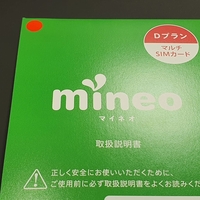 Dプラン
マルチ
SIMカード
mineo
マイネオ
取扱説明書
正しく安全にお使いいただくために、
ご使用前に必ず取扱説明書をよくお読みくだ